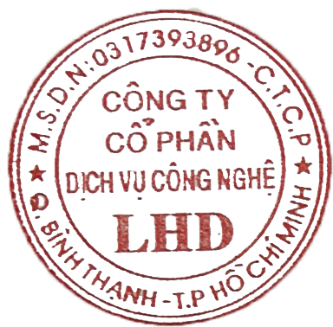 M.S.D.N:0317393896-C.T.C.P
CÔNG TY
CỔ PHẦN
DỊCH VỤ CÔNG NGHỆ
LHD
Q. BÌNH THẠNH-T.P HỒ CHÍ MINH